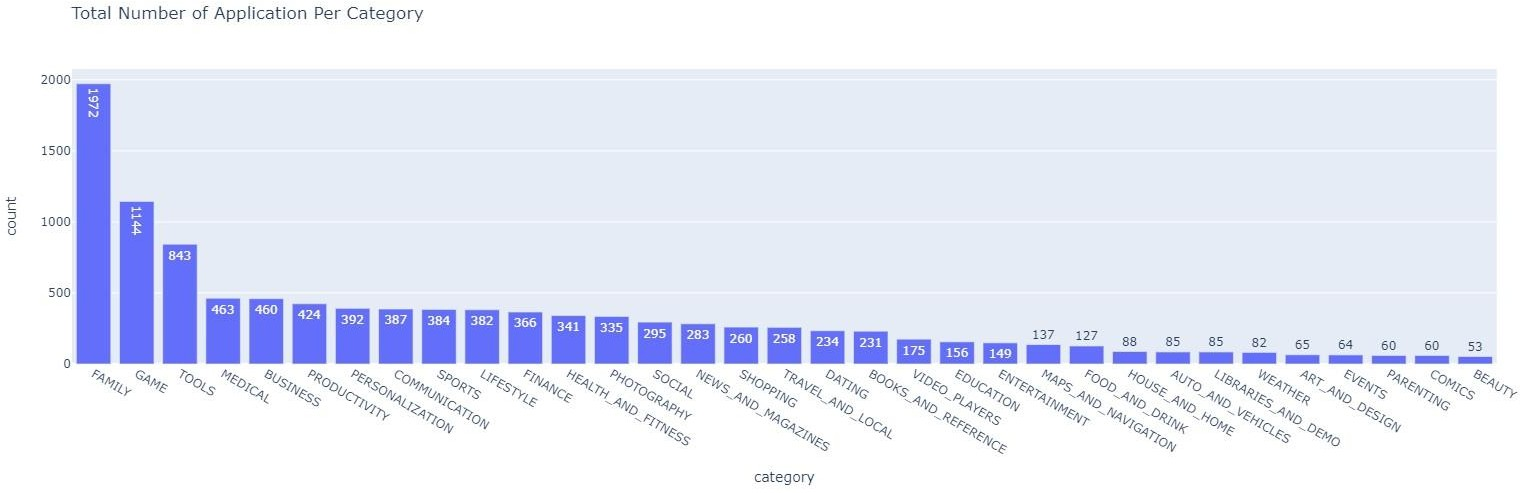 Total Number of Application Per Category
count
2000
1500
1000
500
0
1972
1144
843
463
460
424
392
387
384
382
366
341
335
295
283
260
258
234
231
175
156
149
137
127
88
85
85
82
65
64
60
60
53
FAMILY
GAME
TOOLS
MEDICAL
BUSINESS
PRODUCTIVITY
PERSONALIZATION
COMMUNICATION
SPORTS
LIFESTYLE
FINANCE
HEALTH_AND_FITNESS
PHOTOGRAPHY
SOCIAL
NEWS_AND_MAGAZINES
SHOPPING
TRAVEL_AND_LOCAL
DATING
BOOKS_AND_REFERENCE
VIDEO_PLAYERS
EDUCATION
ENTERTAINMENT
MAPS_AND_NAVIGATION
FOOD_AND_DRINK
HOUSE_AND_HOME
AUTO_AND_VEHICLES
LIBRARIES_AND_DEMO
WEATHER
ART_AND_DESIGN
EVENTS
PARENTING
COMICS
BEAUTY
category